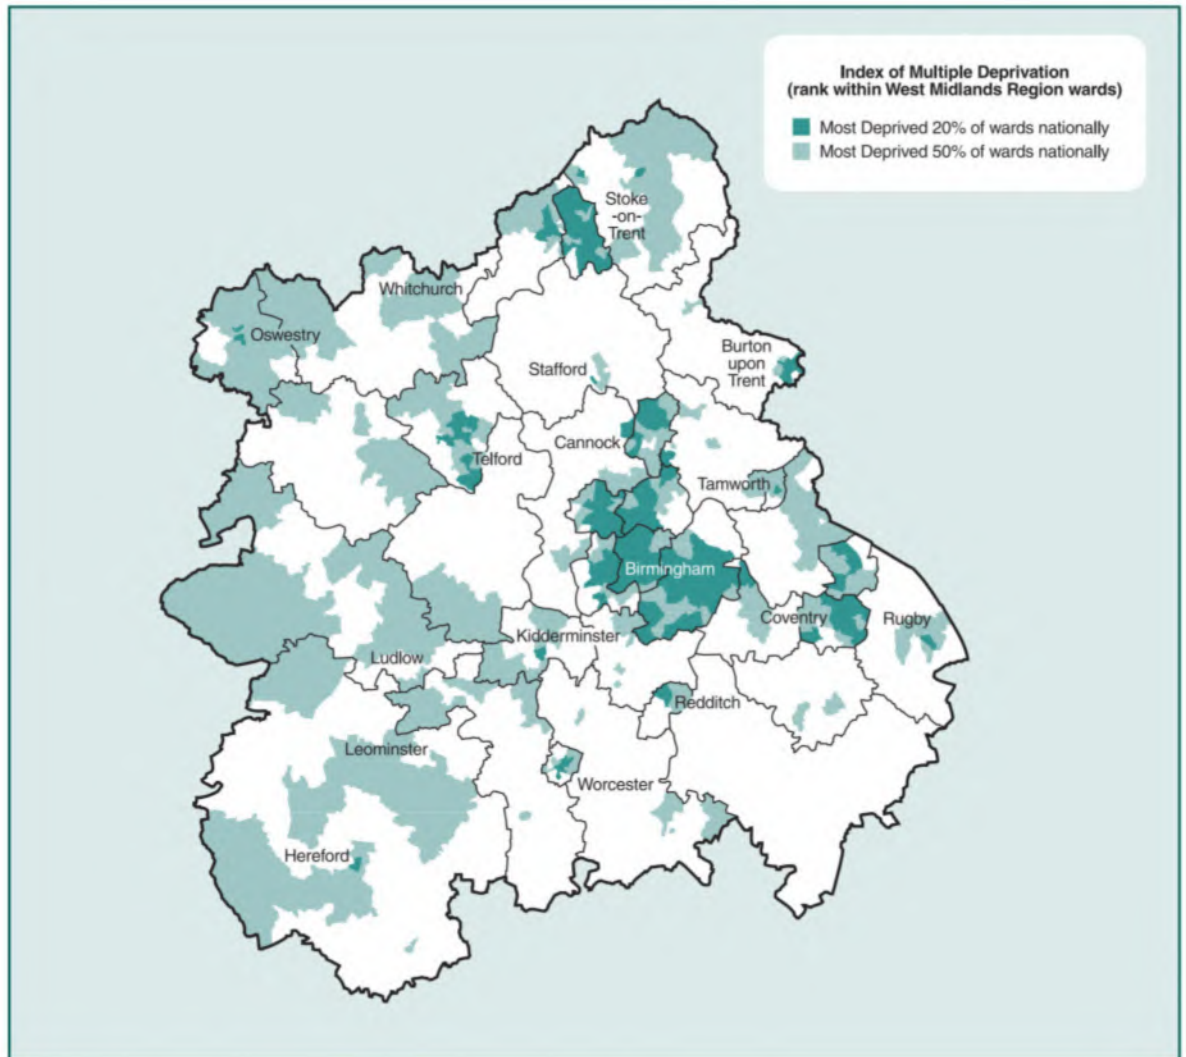 Index of Multiple Deprivation
(rank within West Midlands Region wards)
Most Deprived 20% of wards nationally
Most Deprived 50% of wards nationally
Stoke
-on-
Trent
Whitchurch
Oswestry
Burton
upon
Trent
Stafford
Cannock
Telford
Tamworth
Birmingham
Coventry
Rugby
Kidderminster
Ludlow
Redditch
Leominster
Worcester
Hereford